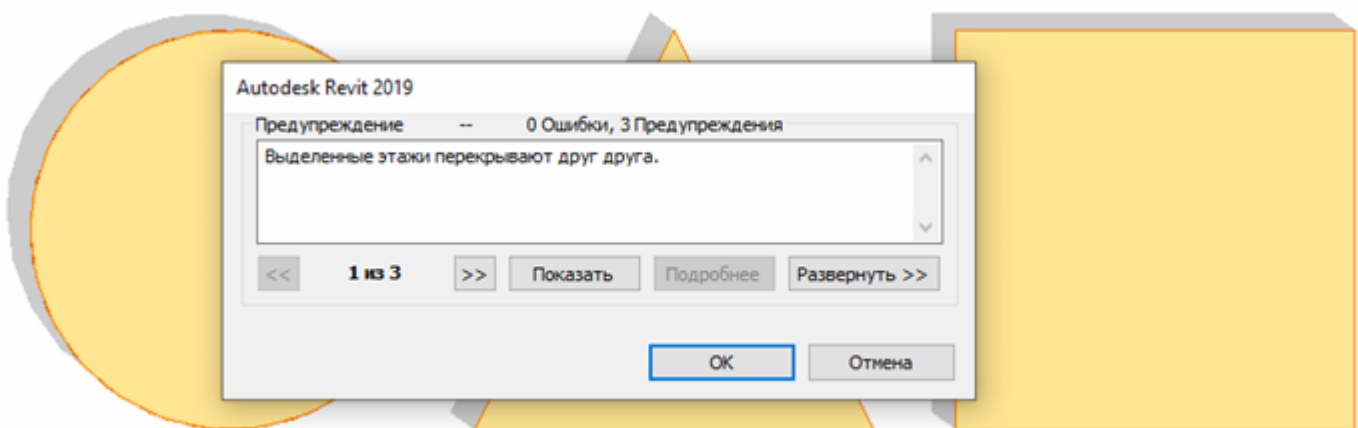 Autodesk Revit 2019
Предупреждение -- 0 Ошибки, 3 Предупреждения
Выделенные этажи перекрывают друг друга.
<< 1 из 3 >> Показать Подробнее Развернуть >>
OK Отмена